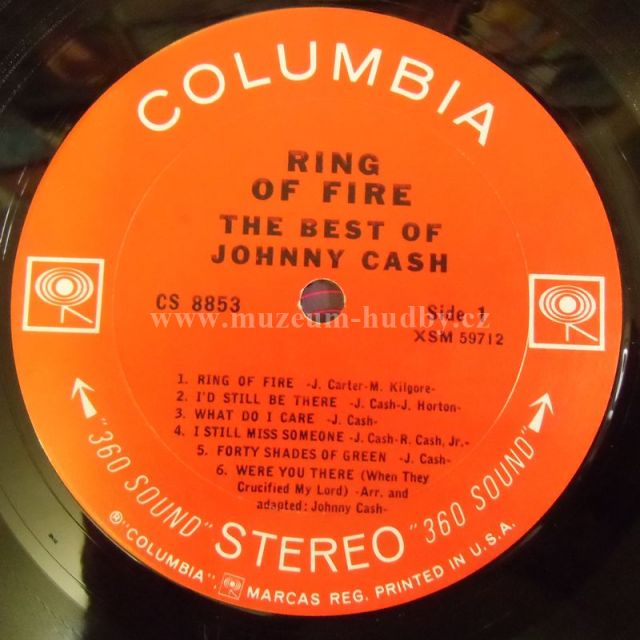 COLUMBIA
RING
OF FIRE
THE BEST OF
JOHNNY CASH
CS 8853
Side 1
www.muzeum-hudby.cz
XSM 59712
1. RING OF FIRE -J. Carter-M. Kilgore-
2. I'D STILL BE THERE -J. Cash-J. Horton-
3. WHAT DO I CARE -J. Cash-
4. I STILL MISS SOMEONE -J. Cash-R. Cash, Jr.-
5. FORTY SHADES OF GREEN -J. Cash-
6. WERE YOU THERE (When They
Crucified My Lord) -Arr. and
adapted: Johnny Cash-
"360 SOUND" STEREO "360 SOUND"
® "COLUMBIA", MARCAS REG. PRINTED IN U.S.A.